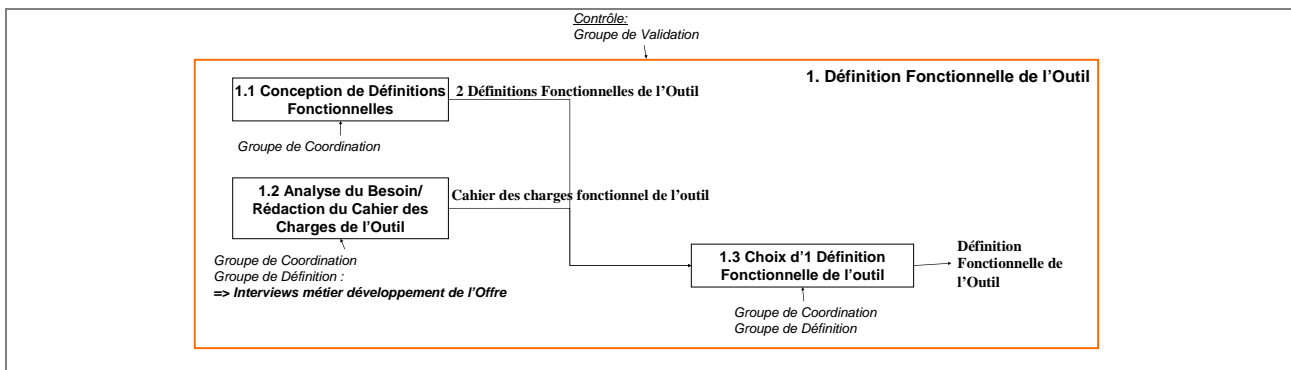 Contrôle:
Groupe de Validation
1. Définition Fonctionnelle de l'Outil
1.1 Conception de Définitions
Fonctionnelles
2 Définitions Fonctionnelles de l'Outil
Groupe de Coordination
1.2 Analyse du Besoin/
Rédaction du Cahier des
Charges de l'Outil
Cahier des charges fonctionnel de l'outil
Groupe de Coordination
Groupe de Définition :
=> Interviews métier développement de l'Offre
1.3 Choix d'1 Définition
Fonctionnelle de l'outil
Définition
Fonctionnelle de
l'Outil
Groupe de Coordination
Groupe de Définition